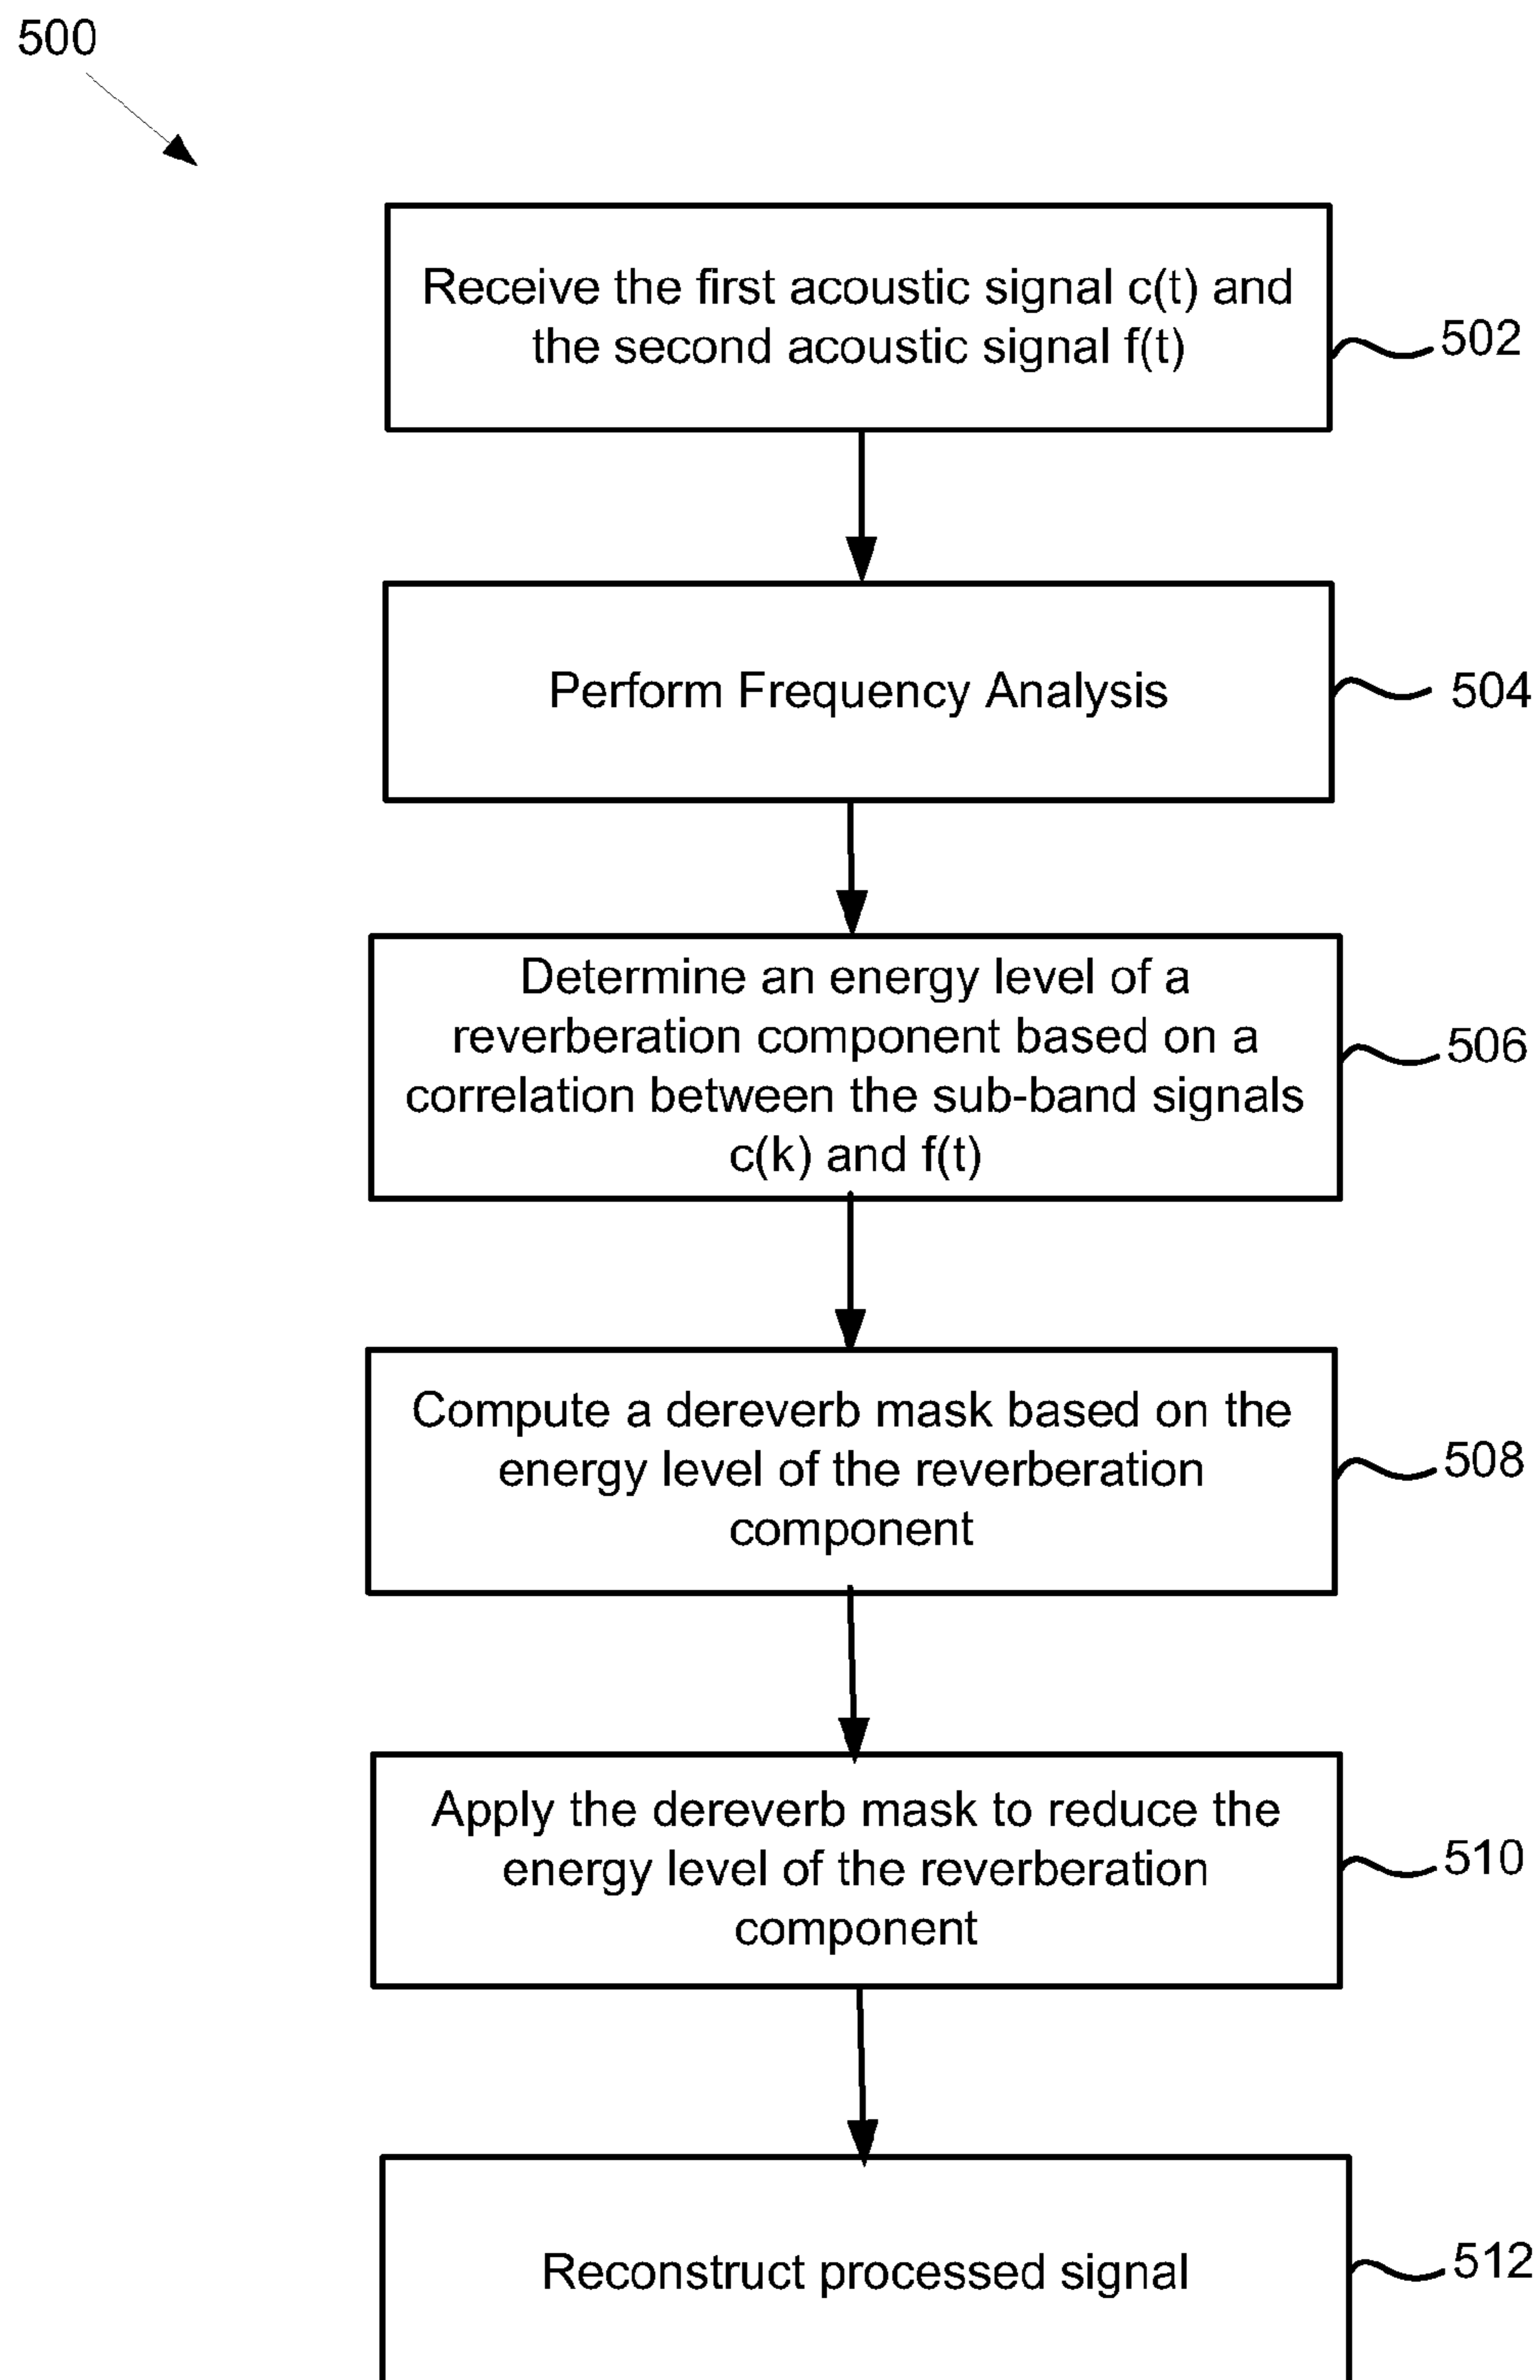 500
Receive the first acoustic signal c(t) and
the second acoustic signal f(t)
502
Perform Frequency Analysis
504
Determine an energy level of a
reverberation component based on a
correlation between the sub-band signals
c(k) and f(t)
506
Compute a dereverb mask based on the
energy level of the reverberation
component
508
Apply the dereverb mask to reduce the
energy level of the reverberation
component
510
Reconstruct processed signal
512